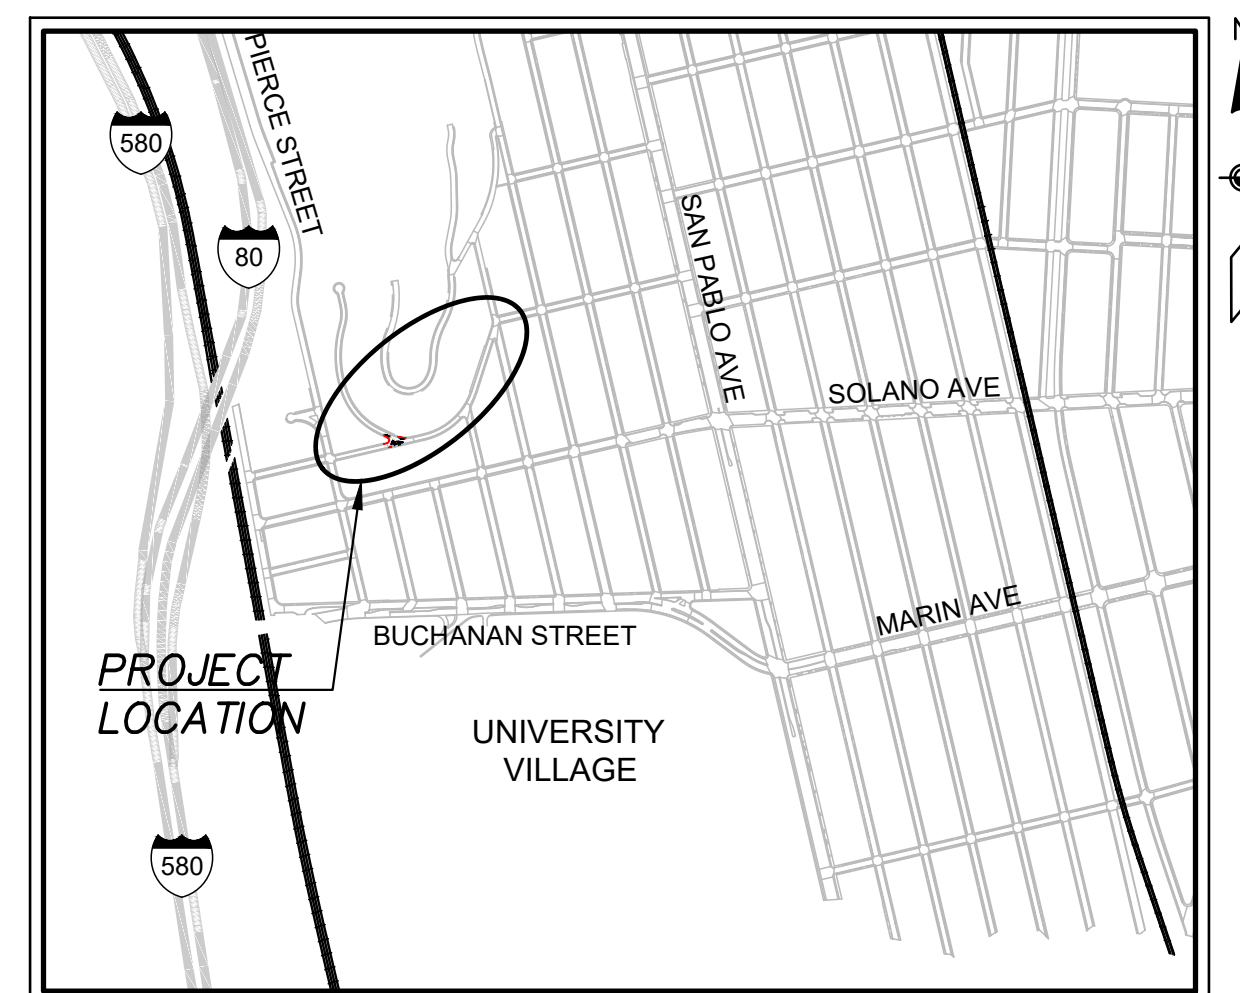 N
PIERCE STREET
580
80
SAN PABLO AVE
SOLANO AVE
MARIN AVE
BUCHANAN STREET
PROJECT
LOCATION
UNIVERSITY
VILLAGE
580